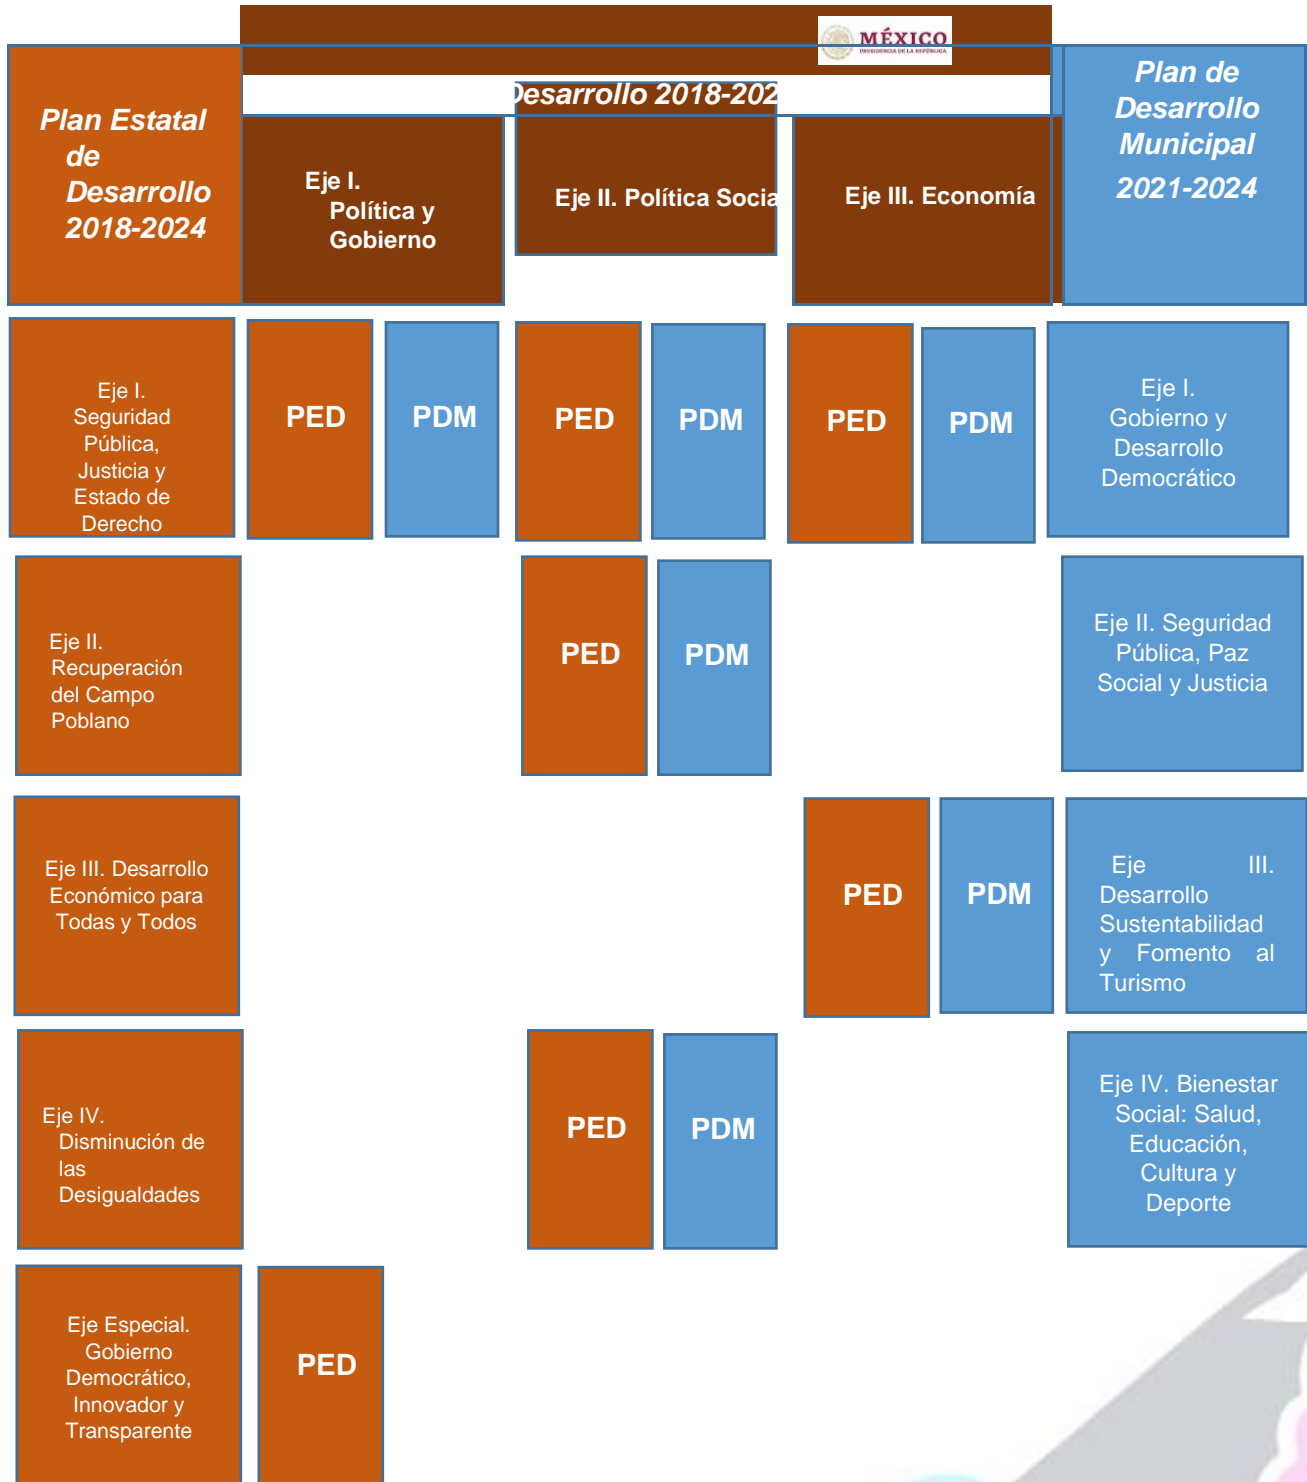 MÉXICO
PRESIDENCIA DE LA REPÚBLICA
Desarrollo 2018-202
Plan Estatal
de
Desarrollo
2018-2024
Eje I.
Política y
Gobierno
Eje II. Política Socia
Eje III. Economía
Plan de
Desarrollo
Municipal
2021-2024
Eje I.
Seguridad
Pública,
Justicia y
Estado de
Derecho
PED
PDM
PED
PDM
PED
PDM
Eje I.
Gobierno y
Desarrollo
Democrático
Eje II.
Recuperación
del Campo
Poblano
PED
PDM
Eje II. Seguridad
Pública, Paz
Social y Justicia
Eje III. Desarrollo
Económico para
Todas y Todos
PED
PDM
Eje III.
Desarrollo
Sustentabilidad
y Fomento al
Turismo
Eje IV.
Disminución de
las
Desigualdades
PED
PDM
Eje IV. Bienestar
Social: Salud,
Educación,
Cultura y
Deporte
Eje Especial.
Gobierno
Democrático,
Innovador y
Transparente
PED